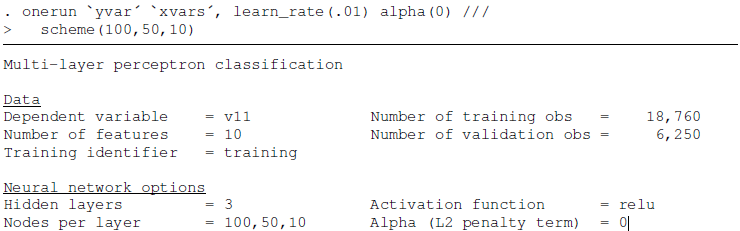 . onerun `yvar´ `xvars´, learn_rate(.01) alpha(0) ///
> scheme(100,50,10)
Multi-layer perceptron classification
Data
Dependent variable = v11 Number of training obs = 18,760
Number of features = 10 Number of validation obs = 6,250
Training identifier = training
Neural network options
Hidden layers = 3 Activation function = relu
Nodes per layer = 100,50,10 Alpha (L2 penalty term) = 0